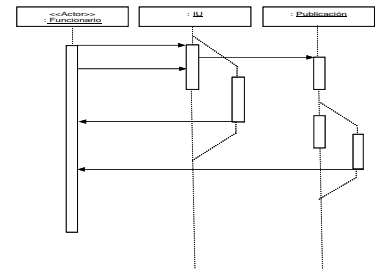 <<Actor>>
: Funcionario
: IU
: Publicación